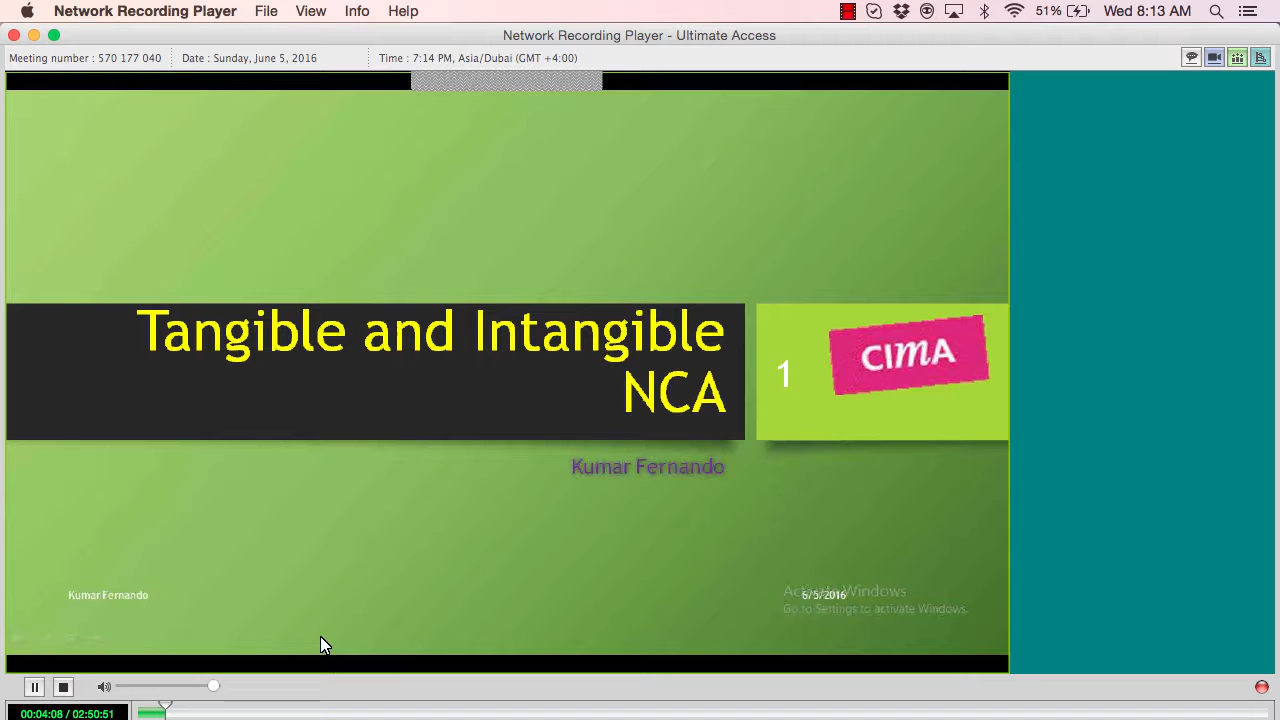 Network Recording Player File View Info Help 51% Wed 8:13 AM
Network Recording Player - Ultimate Access
Meeting number : 570 177 040 Date : Sunday, June 5, 2016 Time : 7:14 PM, Asia/Dubai(GMT +4:00)
Tangible and Intangible
NCA
1
CIMA
Kumar Fernando
Kumar Fernando
6/5/2016
Activate Windows
Go to Settings to activate Windows.
00:04:08 / 02:50:51